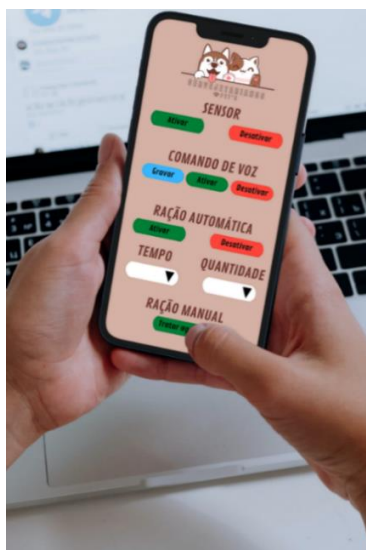 SENSOR
Ativar
Desativar
COMANDO DE VOZ
Gravar Ativar Desativar
RAÇÃO AUTOMÁTICA
Ativar
Desativar
TEMPO
QUANTIDADE
RAÇÃO MANUAL